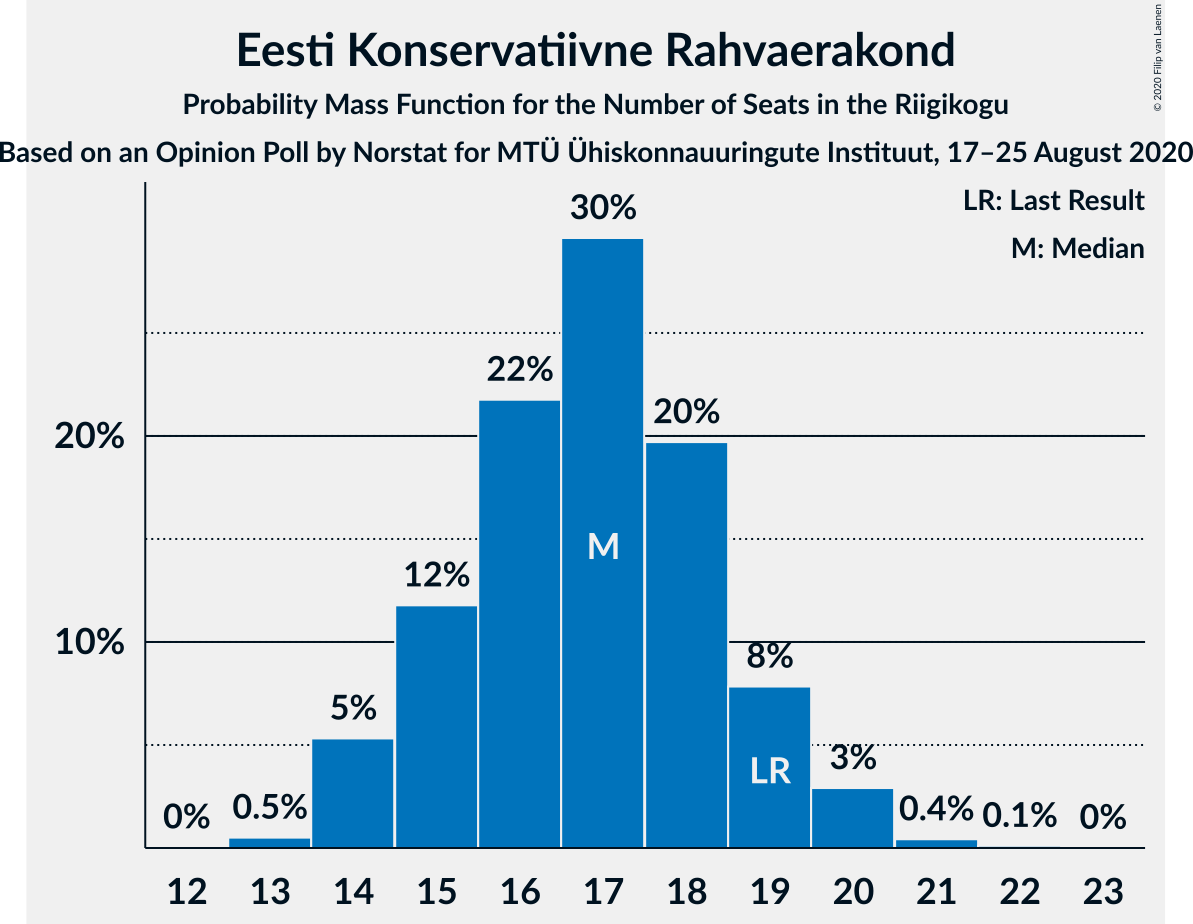 Eesti Konservatiivne Rahvaerakond
Probability Mass Function for the Number of Seats in the Riigikogu
Based on an Opinion Poll by Norstat for MTÜ Ühiskonnauuringute Instituut, 17–25 August 2020
© 2020 Filip van Laenen
LR: Last Result
M: Median
30%
22%
20%
20%
M
12%
10%
8%
5%
LR
3%
0%
0.5%
0.4%
0.1%
0%
12 13 14 15 16 17 18 19 20 21 22 23